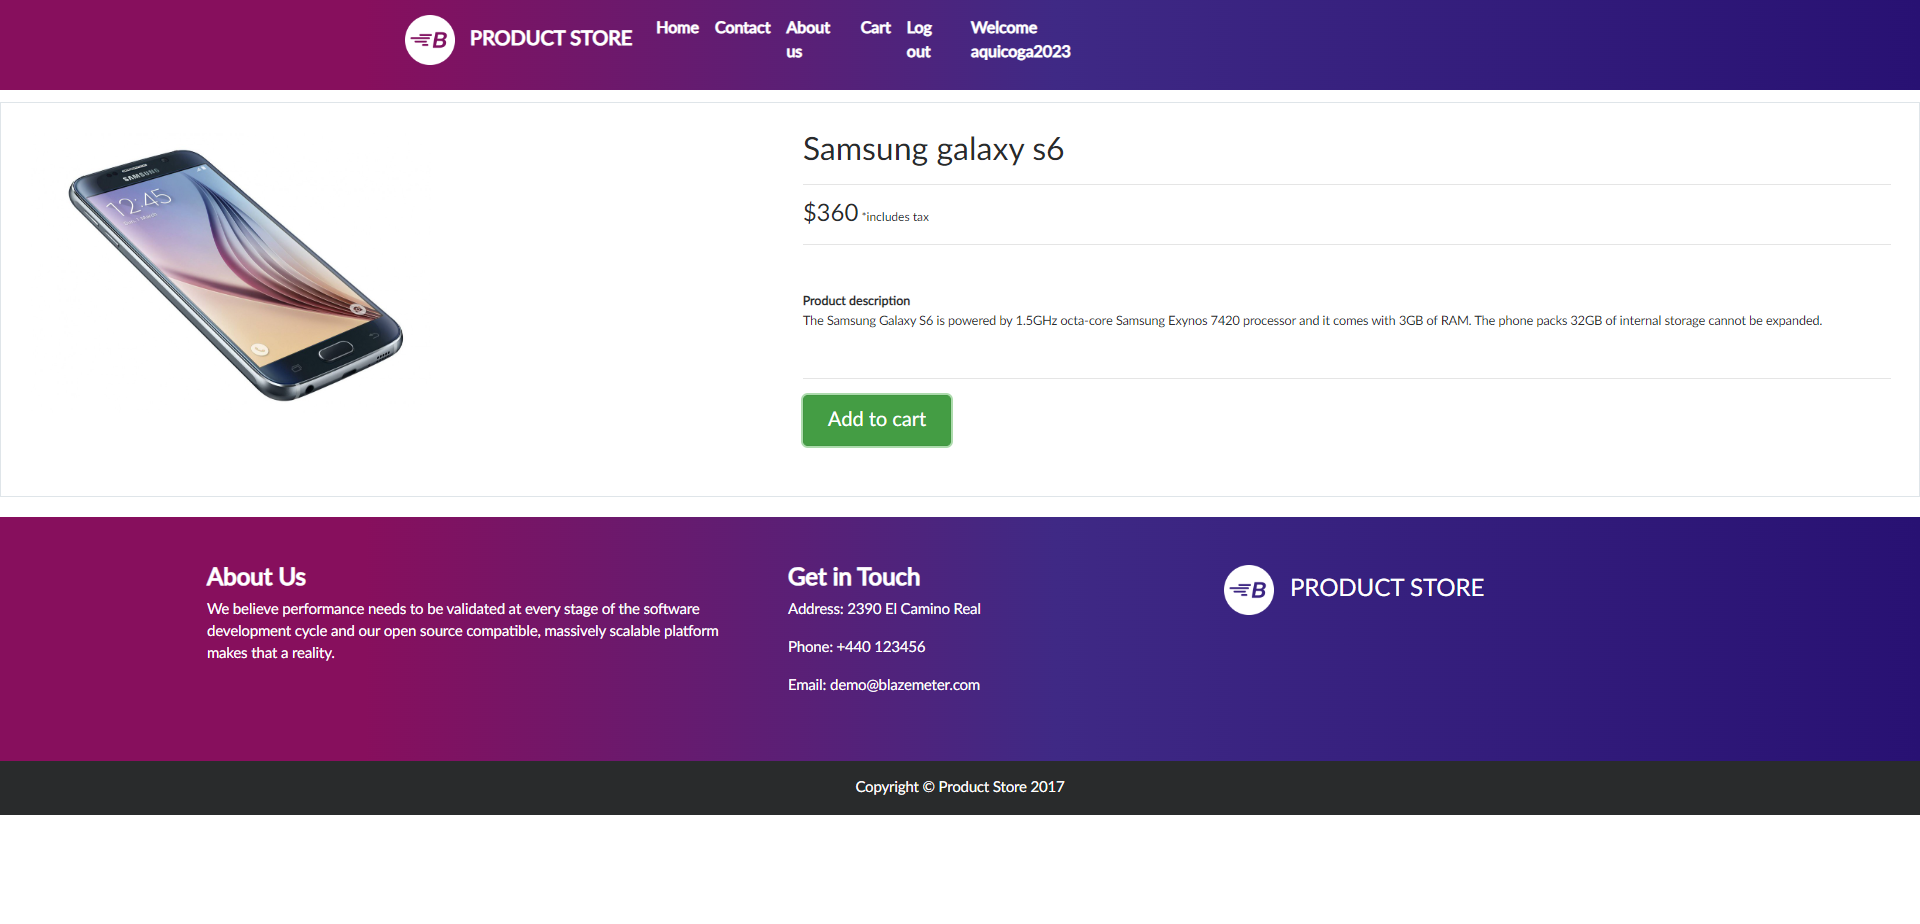 B PRODUCT STORE Home Contact About us Cart Log out Welcome aquicoga2023
Samsung galaxy s6
SAMSUNG
12:45
$360 *includes tax
Product description
The Samsung Galaxy S6 is powered by 1.5GHz octa-core Samsung Exynos 7420 processor and it comes with 3GB of RAM. The phone packs 32GB of internal storage cannot be expanded.
Add to cart
About Us
We believe performance needs to be validated at every stage of the software
development cycle and our open source compatible, massively scalable platform
makes that a reality.
Get in Touch
Address: 2390 El Camino Real
Phone: +440 123456
Email: demo@blazemeter.com
B PRODUCT STORE
Copyright © Product Store 2017